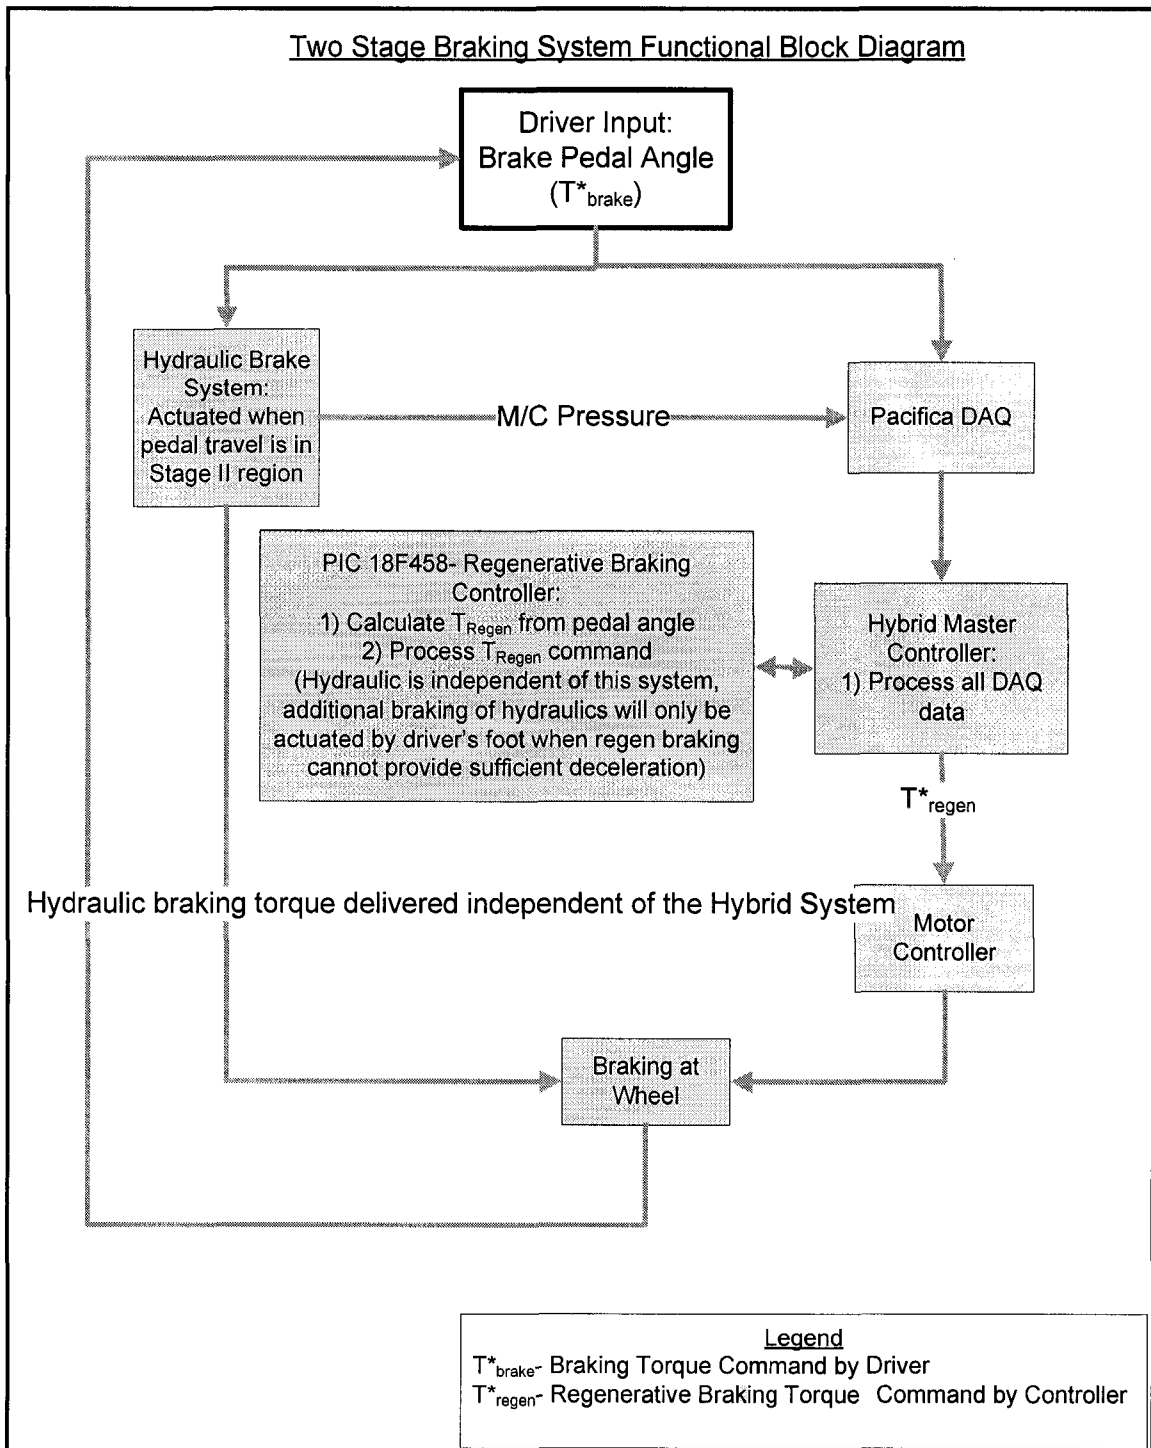 Two Stage Braking System Functional Block Diagram
Driver Input:
Brake Pedal Angle
(T*brake)
Hydraulic Brake
System:
Actuated when
pedal travel is in
Stage II region
M/C Pressure
Pacifica DAQ
PIC 18F458- Regenerative Braking
Controller:
1) Calculate TRegen from pedal angle
2) Process TRegen command
(Hydraulic is independent of this system,
additional braking of hydraulics will only be
actuated by driver's foot when regen braking
cannot provide sufficient deceleration)
Hybrid Master
Controller:
1) Process all DAQ
data
T*regen
Hydraulic braking torque delivered independent of the Hybrid System
Motor
Controller
Braking at
Wheel
Legend
T*brake- Braking Torque Command by Driver
T*regen- Regenerative Braking Torque Command by Controller